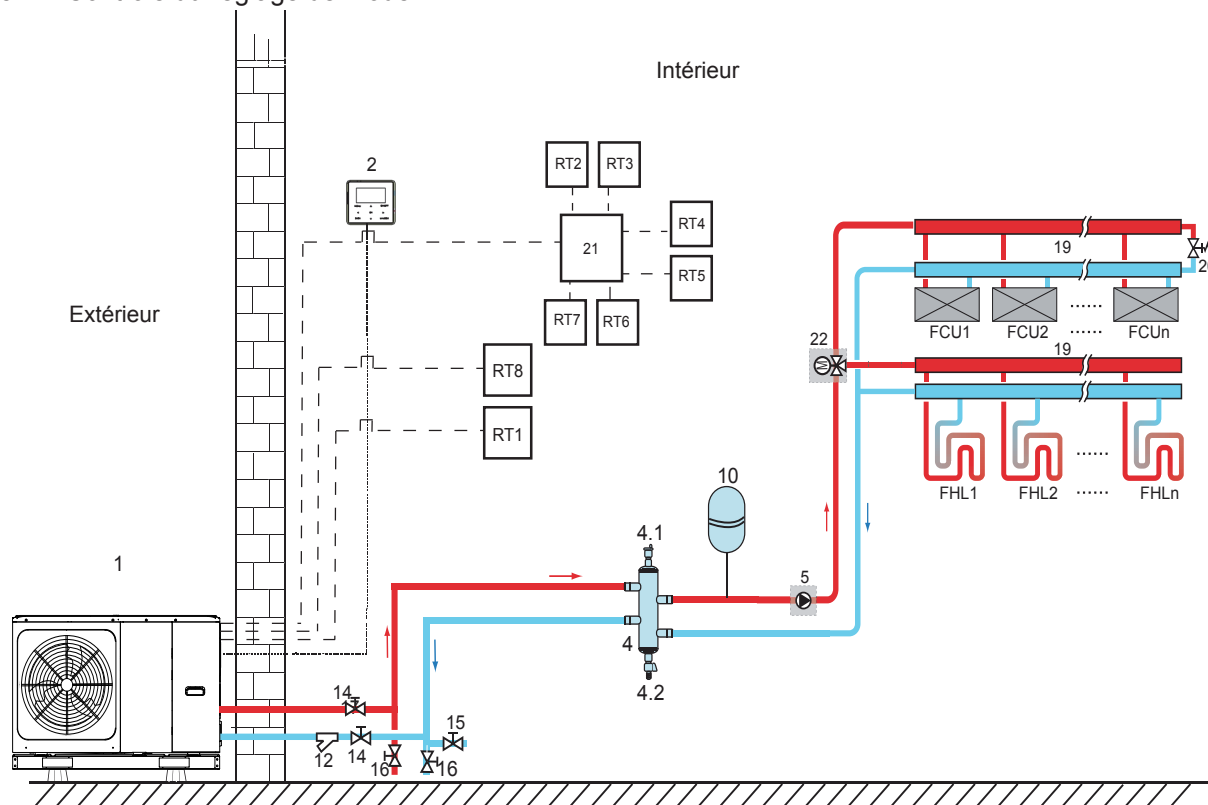 Intérieur
Extérieur
2
RT2
RT3
RT4
21
RT5
RT7
RT6
RT8
RT1
19
FCU1
FCU2
......
......
FCUn
22
19
......
FHL1
FHL2
......
FHLn
10
4.1
5
1
4
4.2
14
15
12
14
16
16